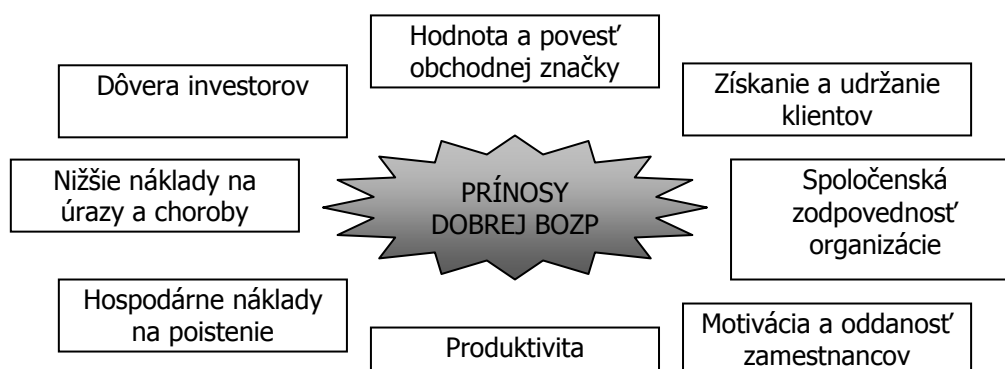 Hodnota a povesť
obchodnej značky
Dôvera investorov
Získanie a udržanie
klientov
Nižšie náklady na
úrazy a choroby
PRÍNOSY
DOBREJ BOZP
Spoločenská
zodpovednosť
organizácie
Hospodárne náklady
na poistenie
Produktivita
Motivácia a oddanosť
zamestnancov